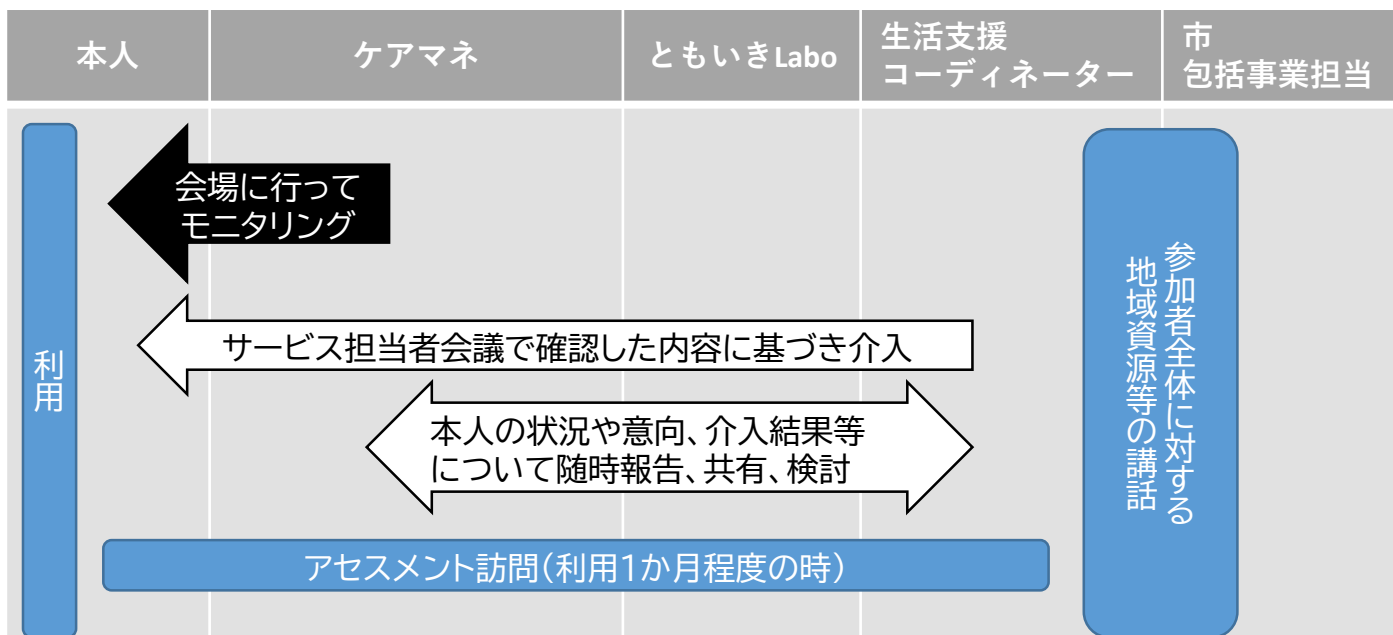 本人
ケアマネ
ともいきLabo
生活支援
コーディネーター
市
包括事業担当
会場に行って
モニタリング
サービス担当者会議で確認した内容に基づき介入
利用
本人の状況や意向、介入結果等
について随時報告、共有、検討
参加者全体に対する
地域資源等の講話
アセスメント訪問(利用1か月程度の時)